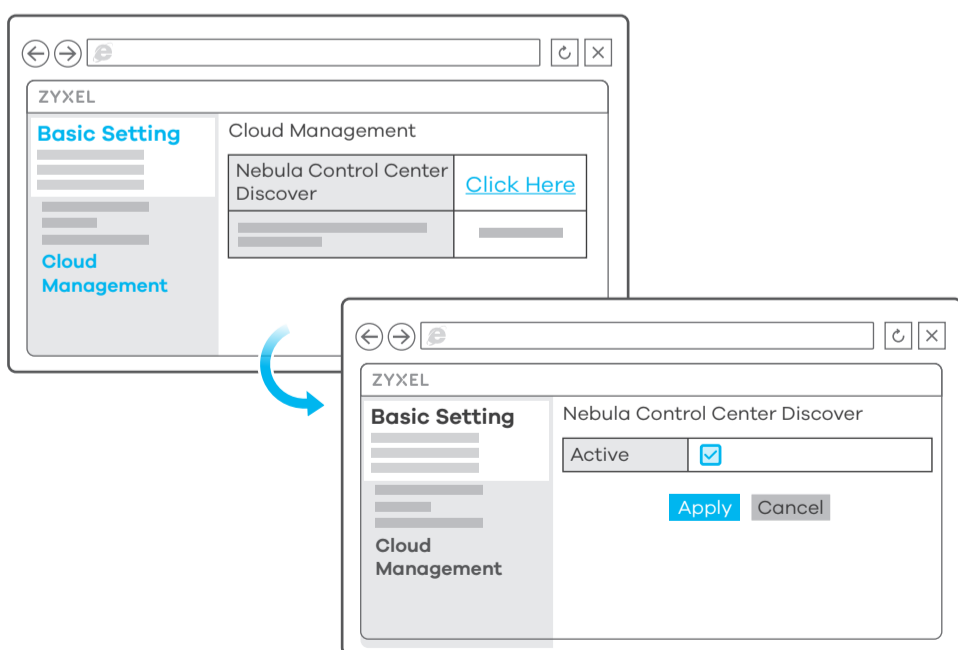 ZYXEL
Basic Setting
Cloud
Management
Cloud Management
Nebula Control Center
Discover
Click Here
ZYXEL
Basic Setting
Cloud
Management
Nebula Control Center Discover
Active
Apply Cancel